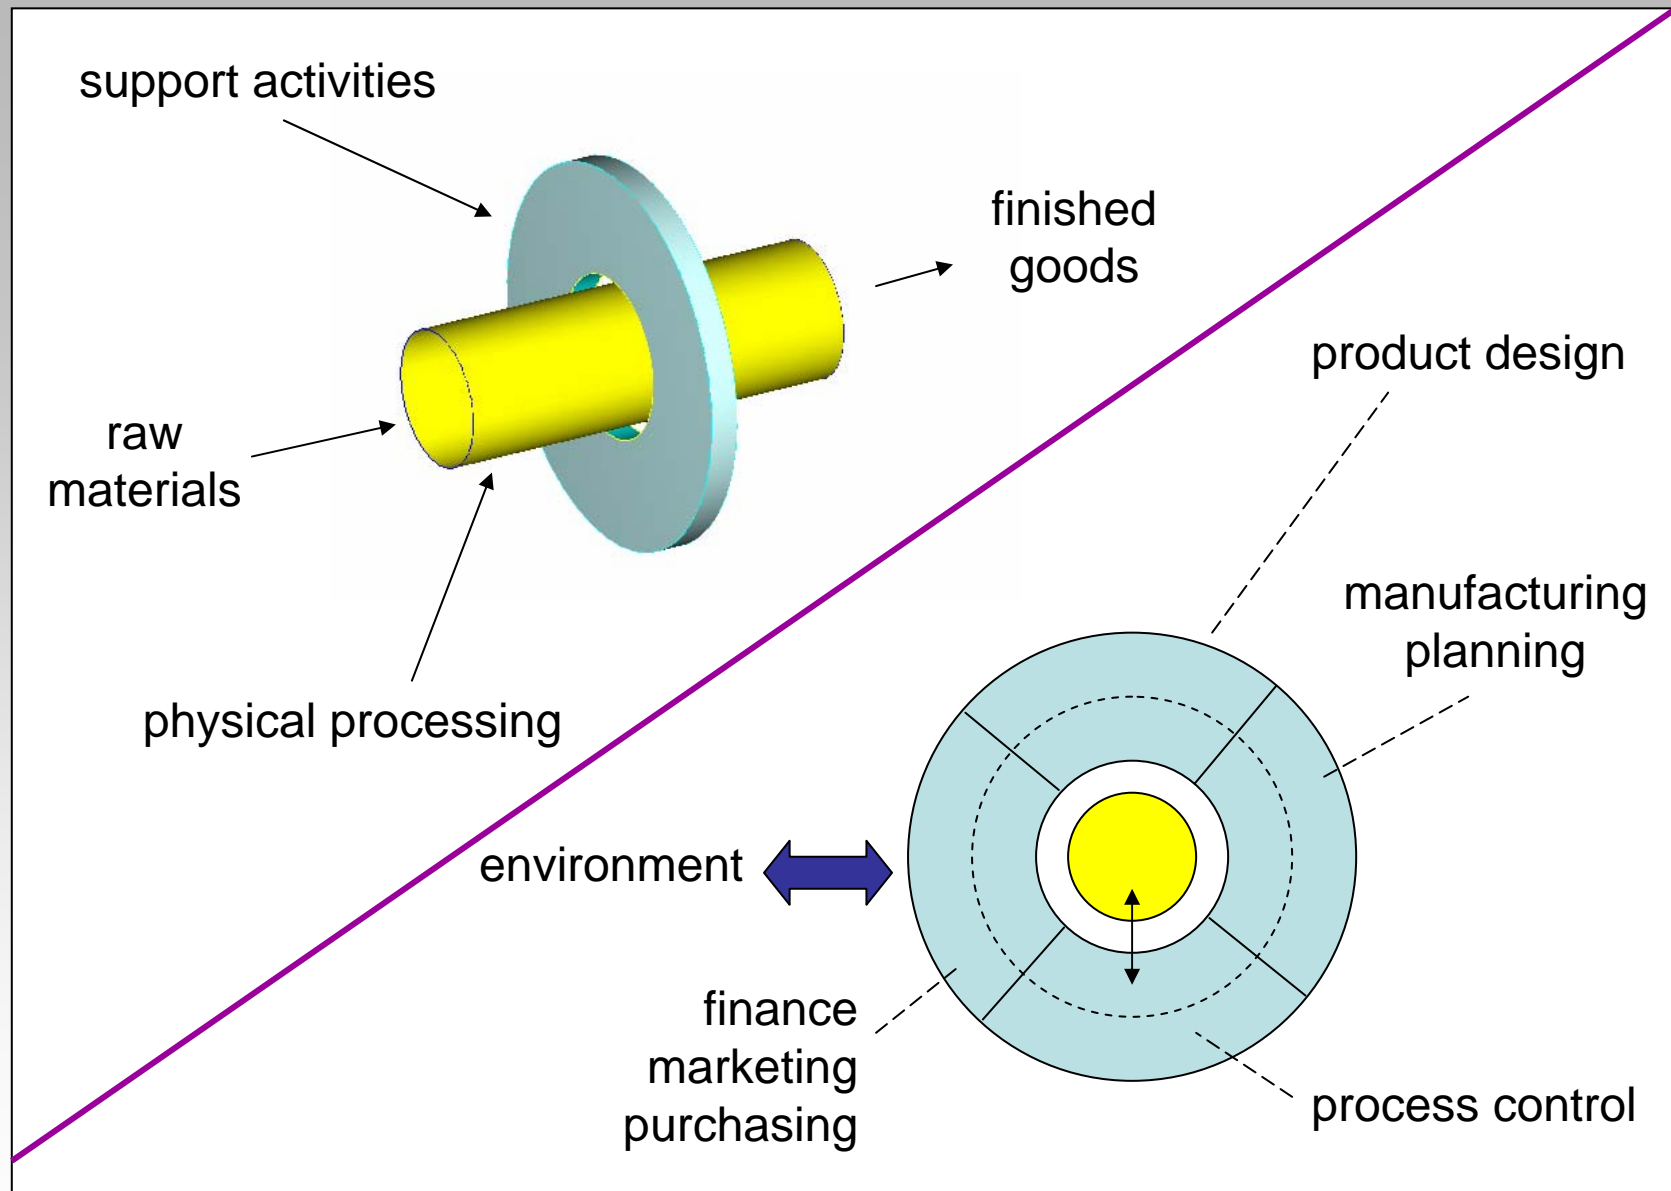 support activities
finished
goods
raw
materials
physical processing
product design
manufacturing
planning
environment
finance
marketing
purchasing
process control